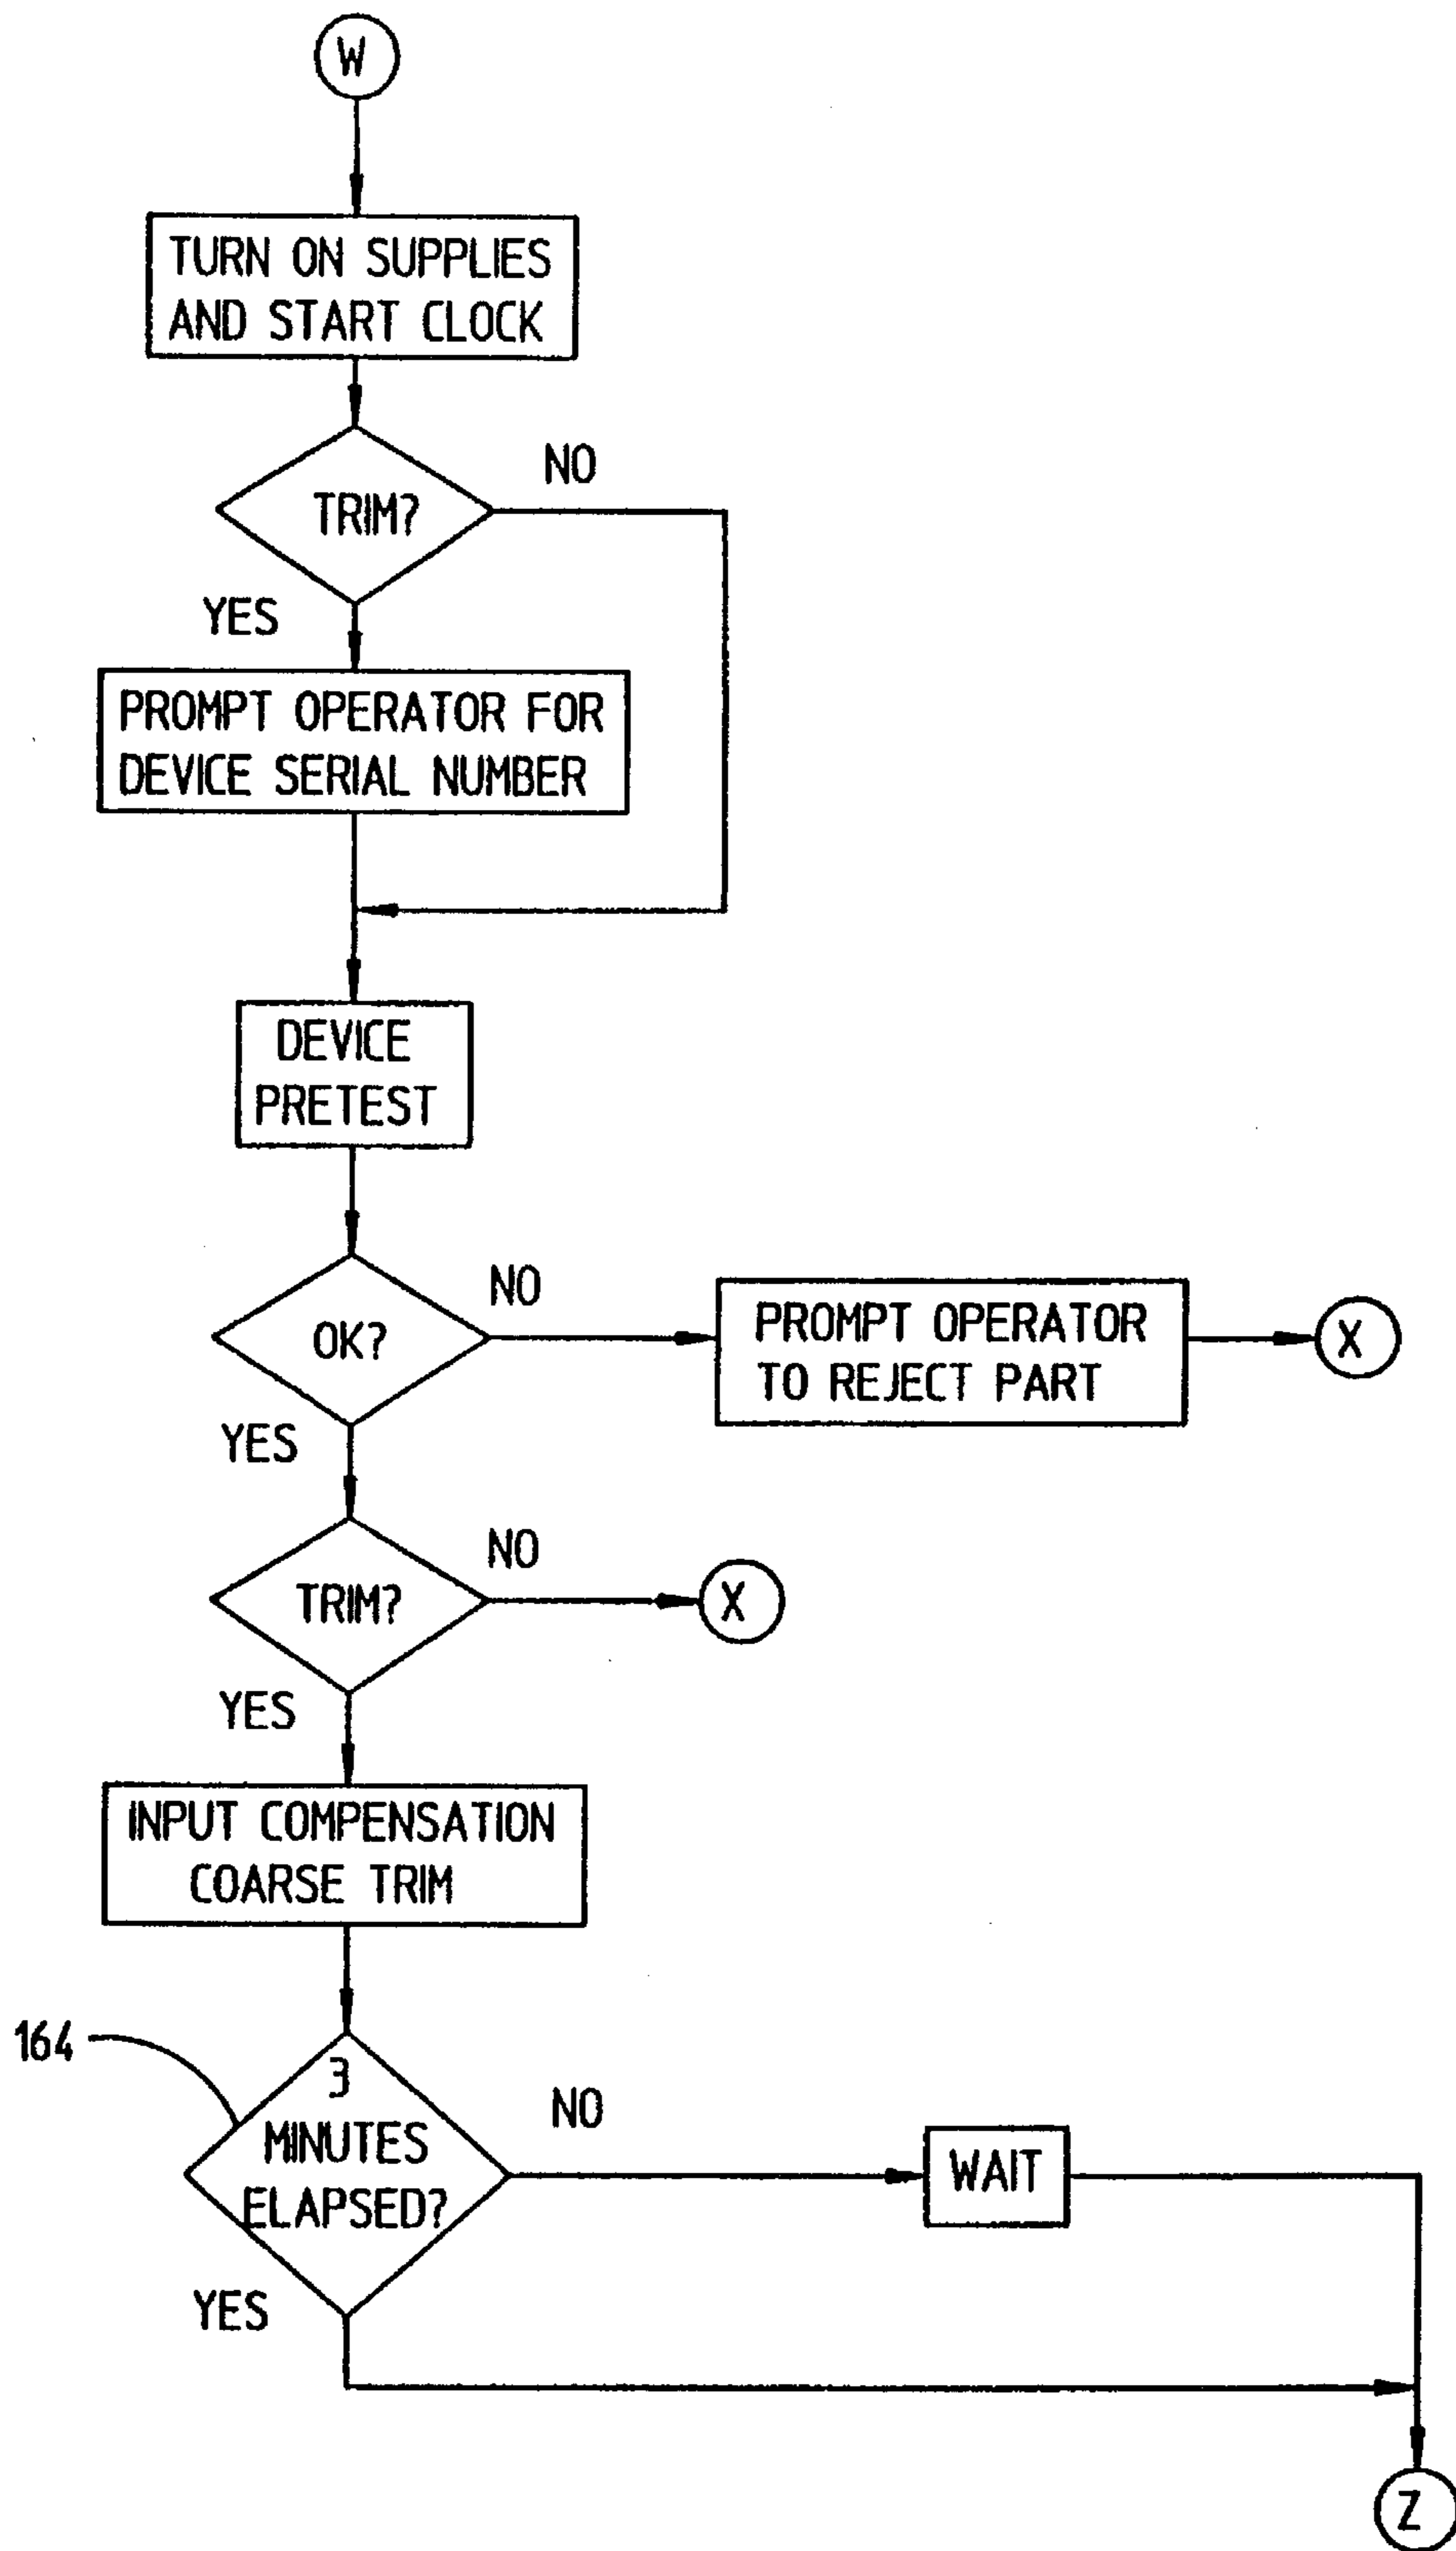 W
TURN ON SUPPLIES
AND START CLOCK
TRIM?
NO
YES
PROMPT OPERATOR FOR
DEVICE SERIAL NUMBER
DEVICE
PRETEST
OK?
NO
PROMPT OPERATOR
TO REJECT PART
X
YES
TRIM?
NO
X
YES
INPUT COMPENSATION
COARSE TRIM
164
3
MINUTES
ELAPSED?
NO
WAIT
YES
Z